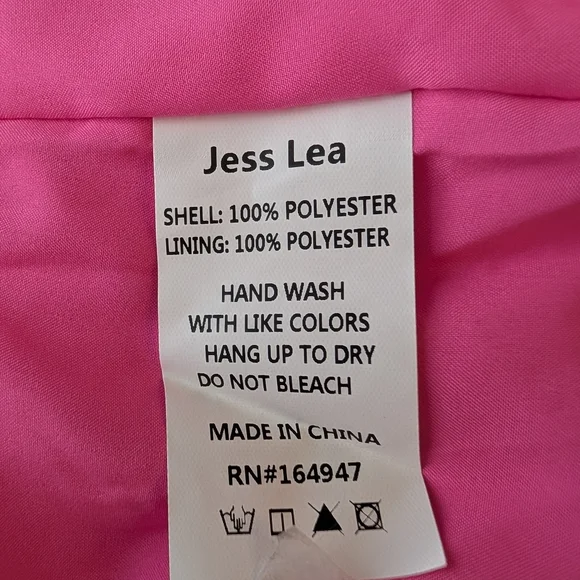 Jess Lea
SHELL: 100% POLYESTER
LINING: 100% POLYESTER
HAND WASH
WITH LIKE COLORS
HANG UP TO DRY
DO NOT BLEACH
MADE IN CHINA
RN#164947